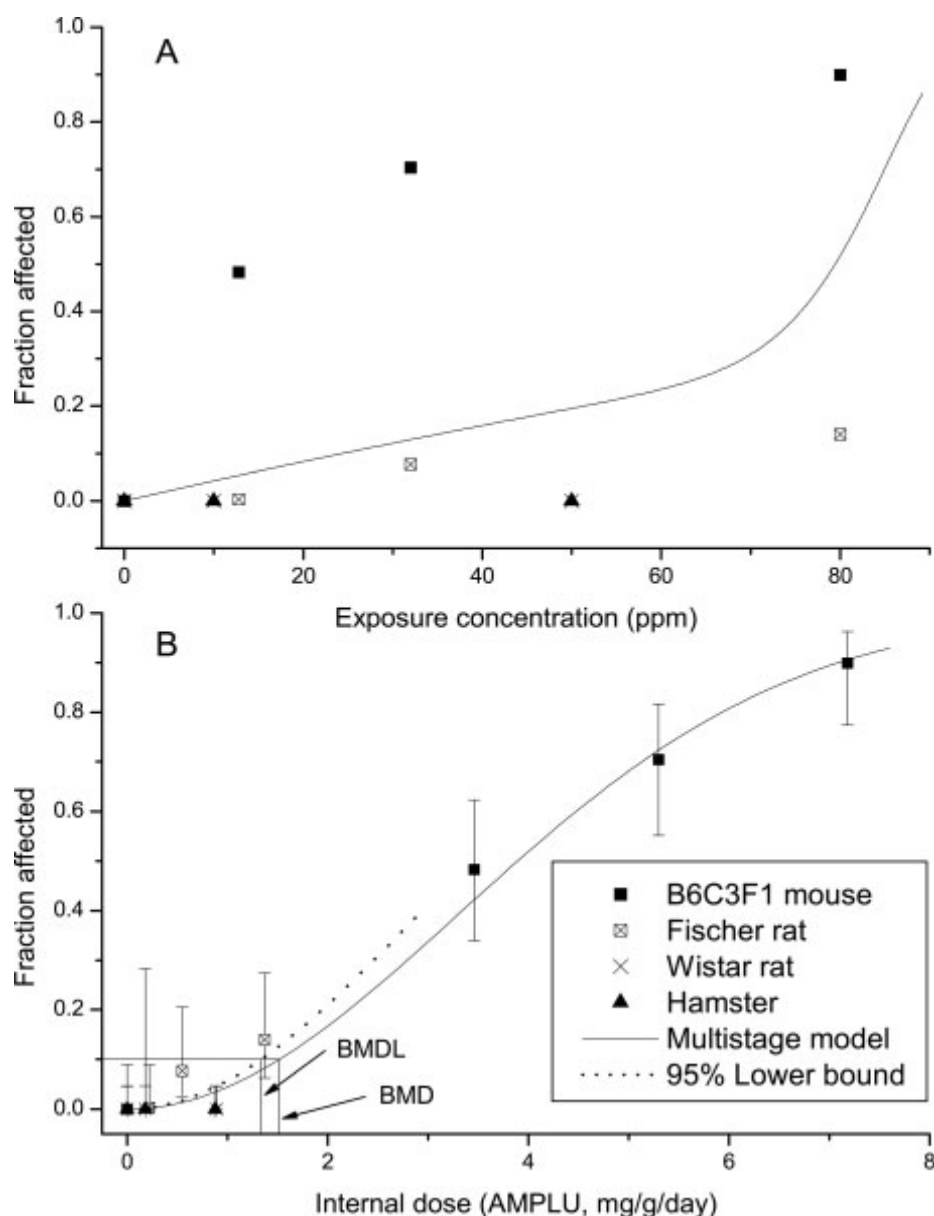 A
1.0
0.8
0.6
0.4
0.2
0.0
Fraction affected
0 20 40 60 80
Exposure concentration (ppm)
B
1.0
0.8
0.6
0.4
0.2
0.0
Fraction affected
BMDL
BMD
B6C3F1 mouse
Fischer rat
Wistar rat
Hamster
Multistage model
95% Lower bound
0 2 4 6 8
Internal dose (AMPLU, mg/g/day)